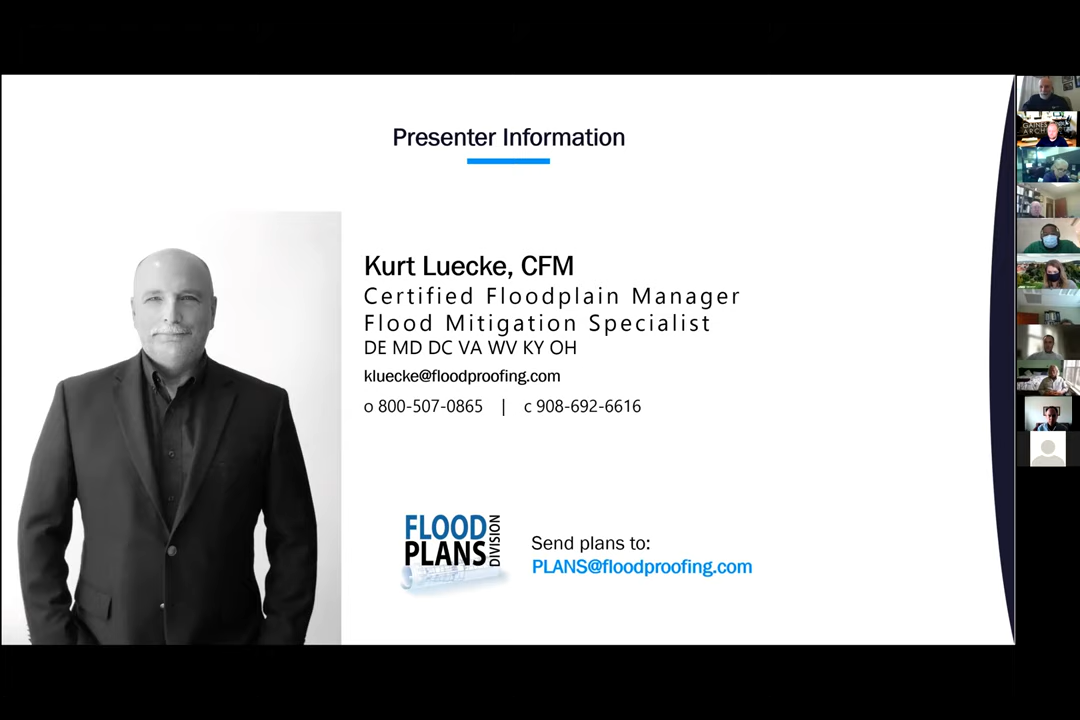 Presenter Information
Kurt Luecke, CFM
Certified Floodplain Manager
Flood Mitigation Specialist
DE MD DC VA WV KY OH
kluecke@floodproofing.com
o 800-507-0865 | c 908-692-6616
FLOOD
PLANS
DIVISION
Send plans to:
PLANS@floodproofing.com